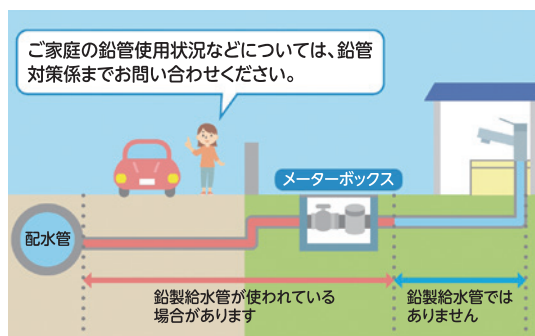 ご家庭の鉛管使用状況などについては、鉛管
対策係までお問い合わせください。
メーターボックス
配水管
鉛製給水管が使われている
場合があります
鉛製給水管では
ありません